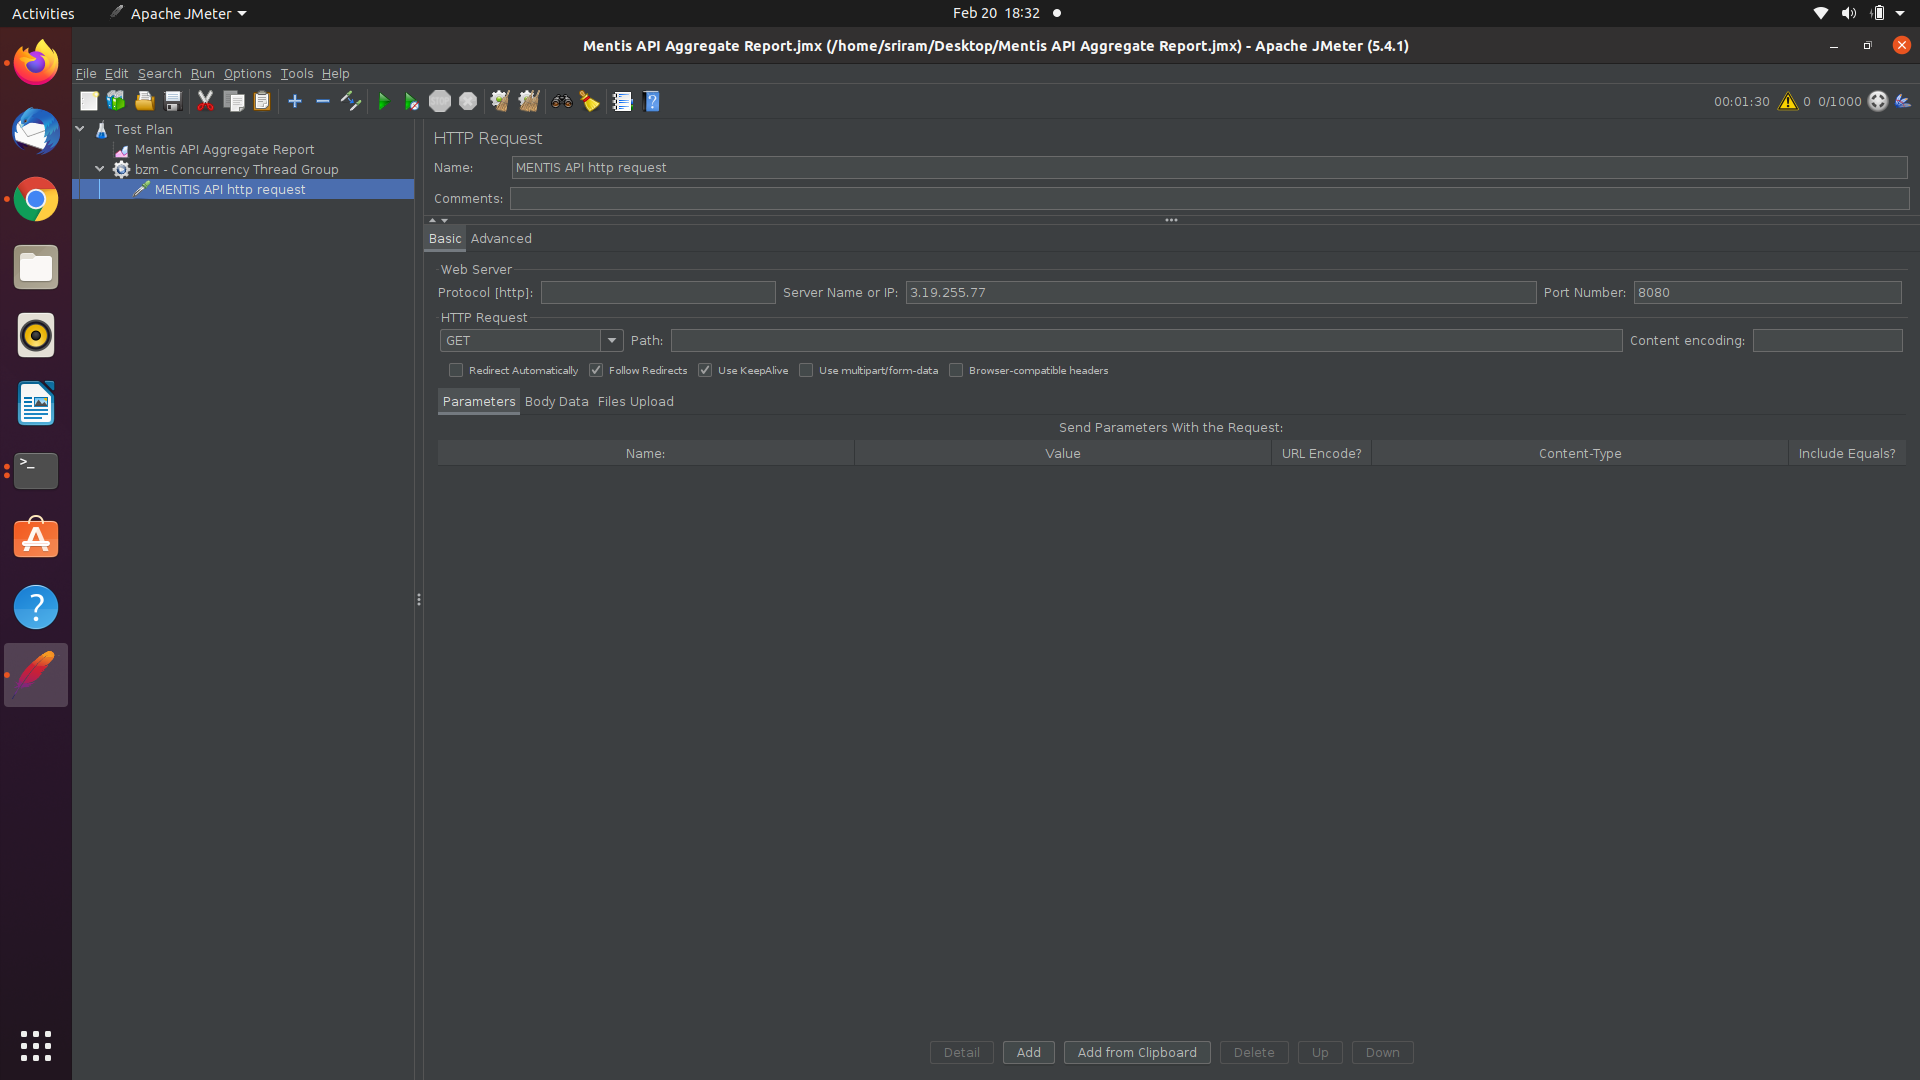 Activities Apache JMeter Feb 20 18:32
Mentis API Aggregate Report.jmx (/home/sriram/Desktop/Mentis API Aggregate Report.jmx) - Apache JMeter (5.4.1)
File Edit Search Run Options Tools Help
STOP 00:01:30 0 0/1000
Test Plan
Mentis API Aggregate Report
bzm - Concurrency Thread Group
MENTIS API http request
HTTP Request
Name: MENTIS API http request
Comments:
Basic Advanced
Web Server
Protocol [http]: Server Name or IP: 3.19.255.77 Port Number: 8080
HTTP Request
GET Path: Content encoding:
Redirect Automatically Follow Redirects Use KeepAlive Use multipart/form-data Browser-compatible headers
Parameters Body Data Files Upload
Send Parameters With the Request:
Name: Value URL Encode? Content-Type Include Equals?
Detail Add Add from Clipboard Delete Up Down